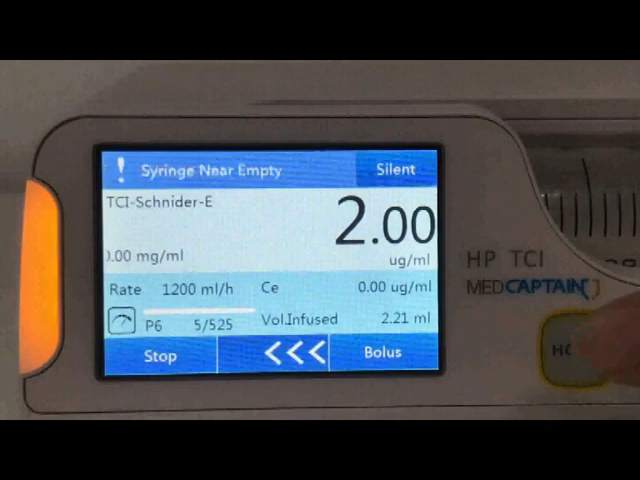 ! Syringe Near Empty Silent
TCI-Schnider-E
2.00
0.00 mg/ml ug/ml
Rate 1200 ml/h Ce 0.00 ug/ml
P6 5/525 Vol.Infused 2.21 ml
Stop <<< Bolus
HP TCI
MEDCAPTAIN